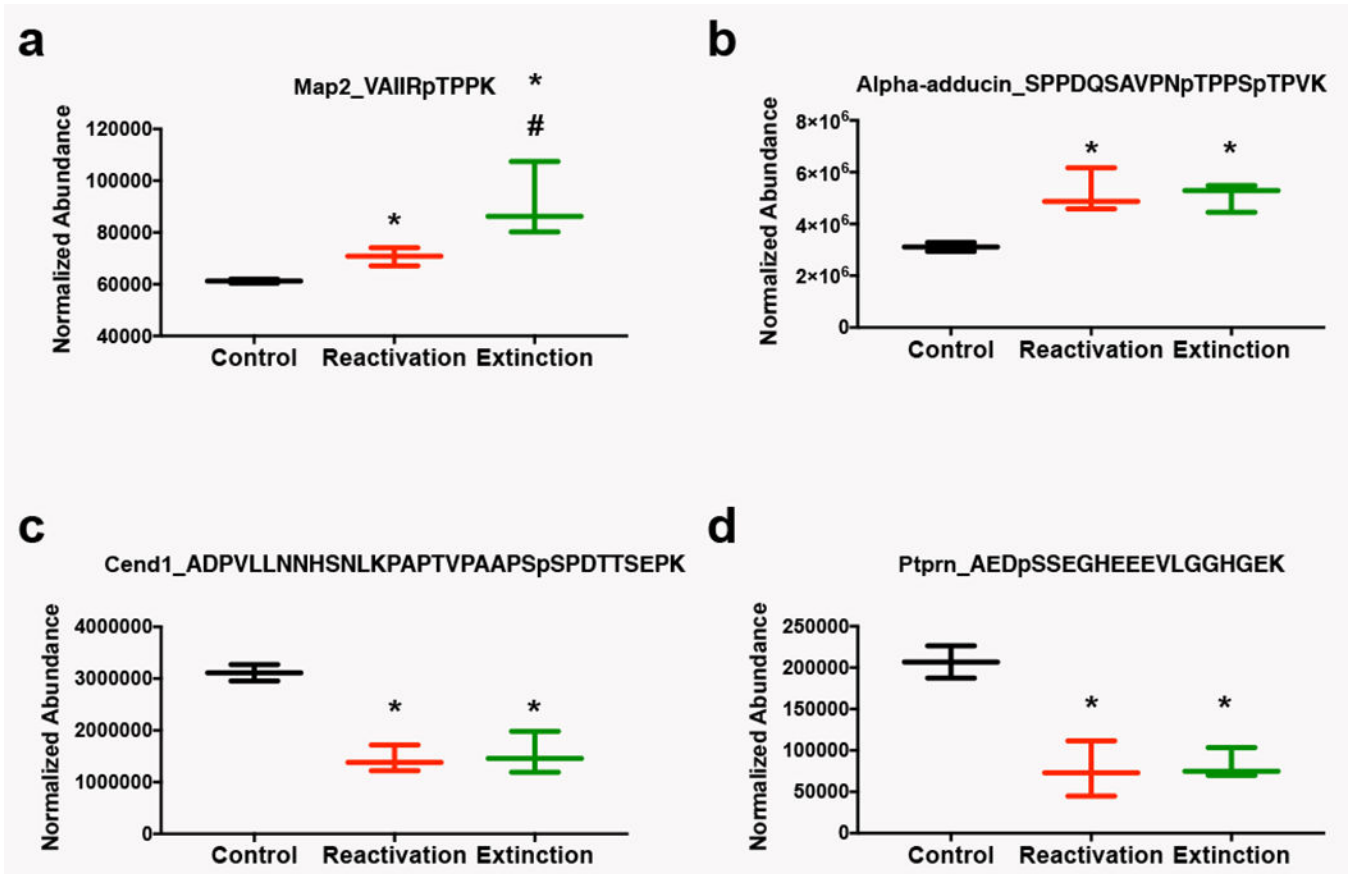 a
Map2_VAIIRpTPPK
*
#
*
Normalized Abundance
120000
100000
80000
60000
40000
Control Reactivation Extinction
b
Alpha-adducin_SPPDQSAVPNpTPPSpTPVK
* *
Normalized Abundance
8×10⁶
6×10⁶
4×10⁶
2×10⁶
0
Control Reactivation Extinction
c
Cend1_ADPVLLNNHSNLKPAPTVPAAPSpSPDTTSEPK
* *
Normalized Abundance
4000000
3000000
2000000
1000000
0
Control Reactivation Extinction
d
Ptprn_AEDpSSEGHEEEVLGGHGEK
* *
Normalized Abundance
250000
200000
150000
100000
50000
0
Control Reactivation Extinction